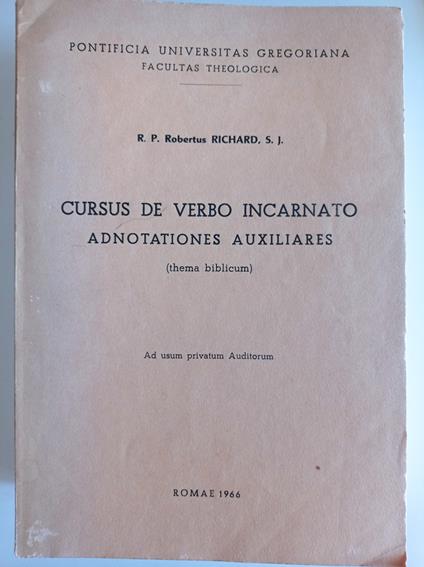 PONTIFICIA UNIVERSITAS GREGORIANA
FACULTAS THEOLOGICA
R. P. Robertus RICHARD, S. J.
CURSUS DE VERBO INCARNATO
ADNOTATIONES AUXILIARES
(thema biblicum)
Ad usum privatum Auditorum
ROMAE 1966